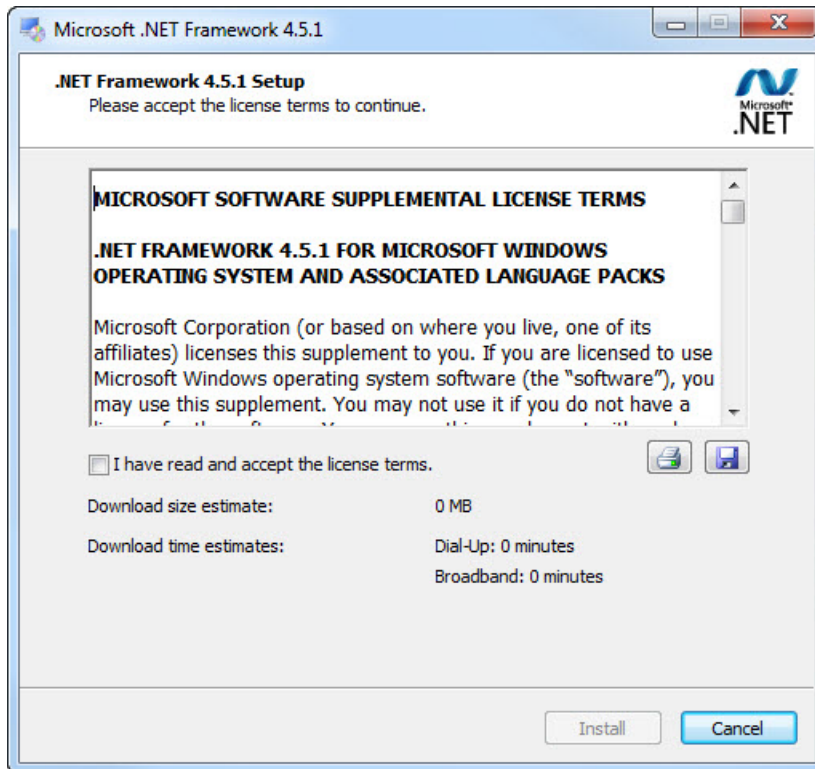 Microsoft .NET Framework 4.5.1
.NET Framework 4.5.1 Setup
Please accept the license terms to continue.
Microsoft®
.NET
MICROSOFT SOFTWARE SUPPLEMENTAL LICENSE TERMS
.NET FRAMEWORK 4.5.1 FOR MICROSOFT WINDOWS
OPERATING SYSTEM AND ASSOCIATED LANGUAGE PACKS
Microsoft Corporation (or based on where you live, one of its
affiliates) licenses this supplement to you. If you are licensed to use
Microsoft Windows operating system software (the “software”), you
may use this supplement. You may not use it if you do not have a
I have read and accept the license terms.
Download size estimate: 0 MB
Download time estimates: Dial-Up: 0 minutes
Broadband: 0 minutes
Install Cancel